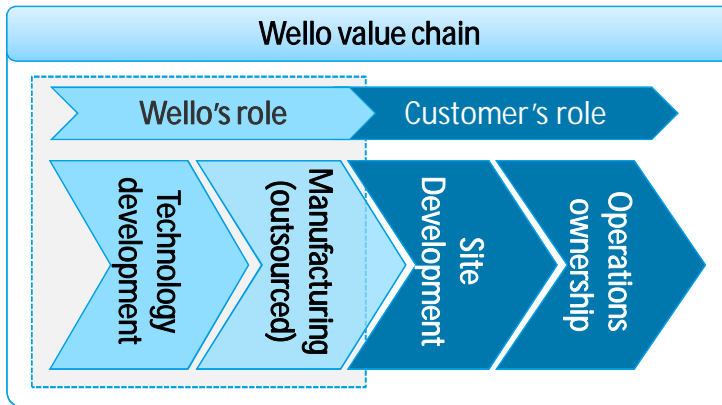 Wello value chain
Wello's role
Customer's role
Technology
development
Manufacturing
(outsourced)
Site
Development
Operations
ownership